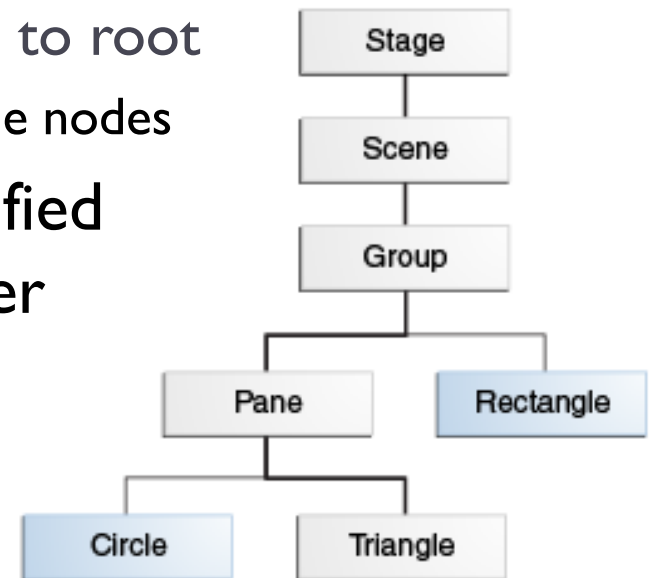 to root
e nodes
fied
er
Stage
Scene
Group
Pane
Rectangle
Circle
Triangle